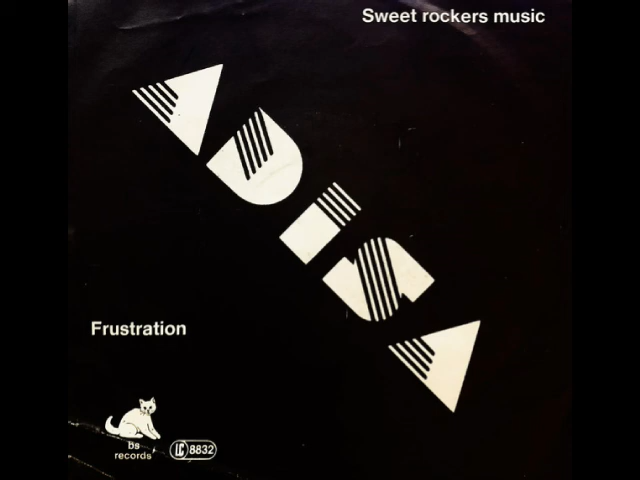 Sweet rockers music
ADiSA
Frustration
bs
records
LC 8832